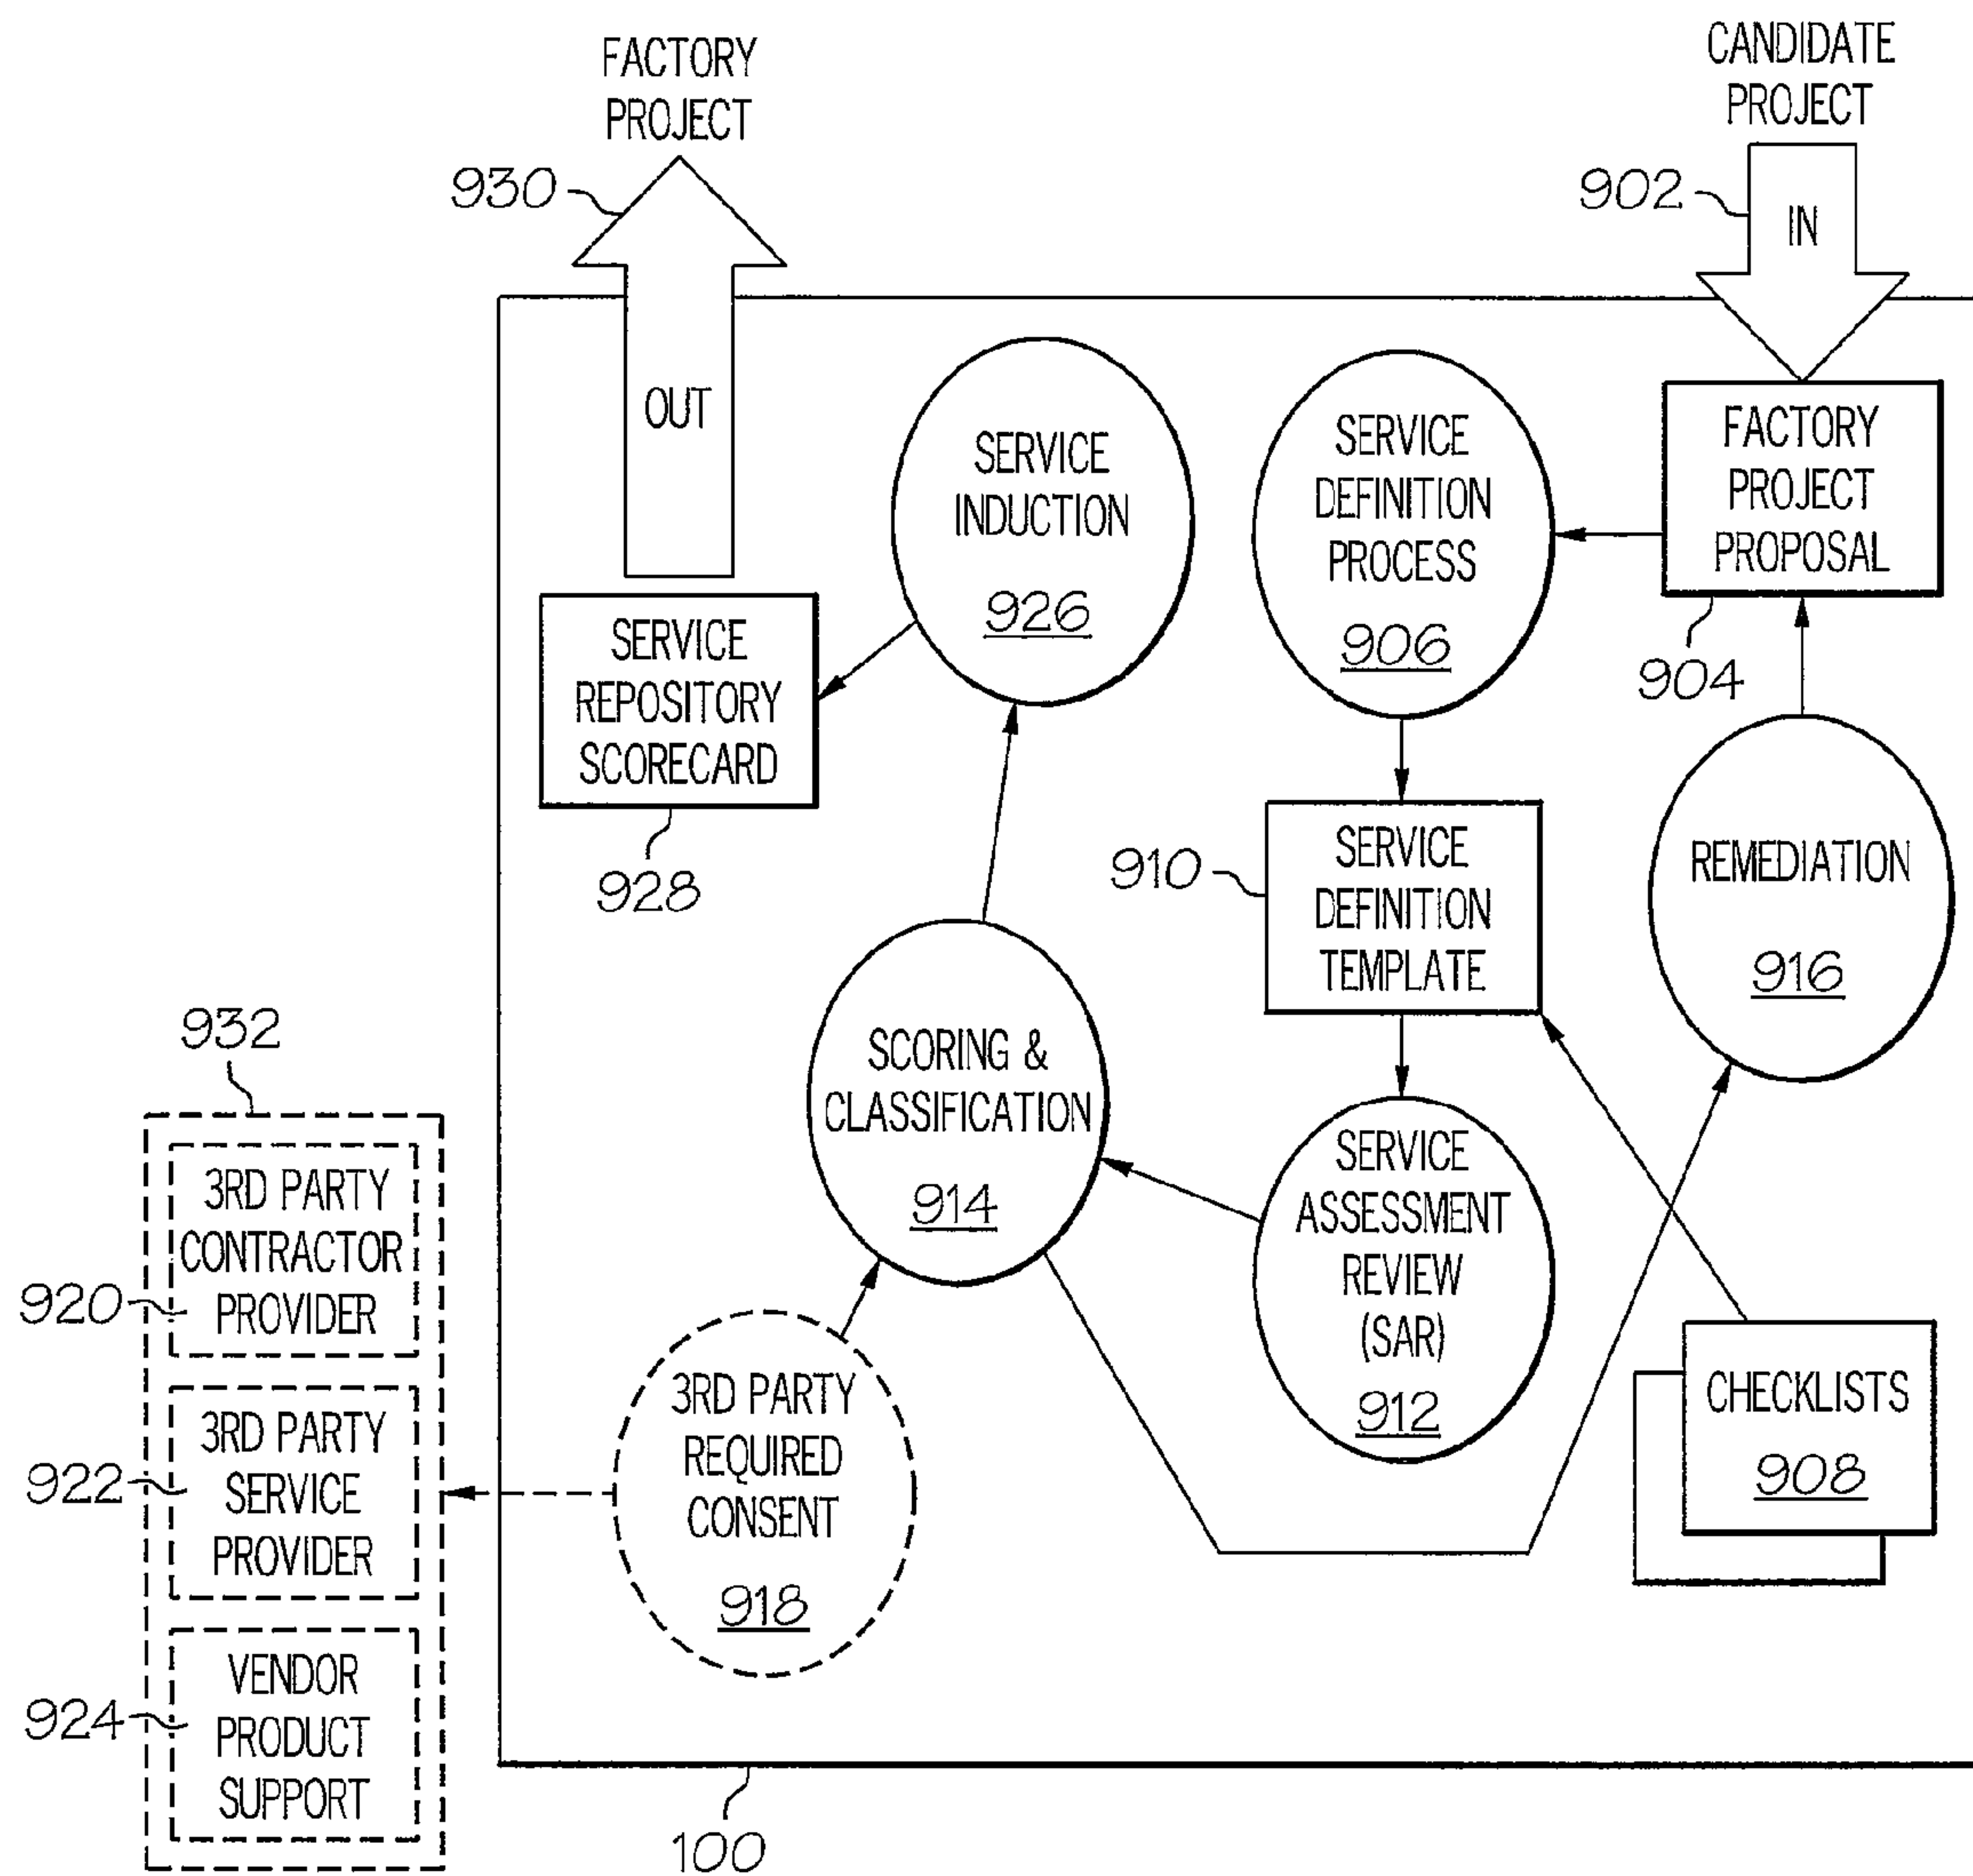 FACTORY
PROJECT
930
OUT
CANDIDATE
PROJECT
902
IN
SERVICE
INDUCTION
926
SERVICE
DEFINITION
PROCESS
906
FACTORY
PROJECT
PROPOSAL
904
SERVICE
REPOSITORY
SCORECARD
928
910
SERVICE
DEFINITION
TEMPLATE
REMEDIATION
916
SCORING &
CLASSIFICATION
914
SERVICE
ASSESSMENT
REVIEW
(SAR)
912
932
3RD PARTY
CONTRACTOR
PROVIDER
920
3RD PARTY
SERVICE
PROVIDER
922
VENDOR
PRODUCT
SUPPORT
924
3RD PARTY
REQUIRED
CONSENT
918
CHECKLISTS
908
100